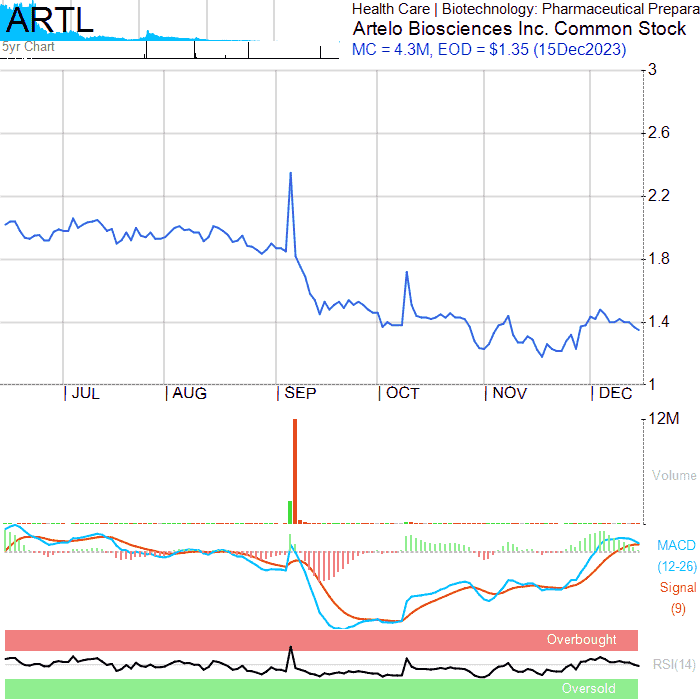 ARTL
Health Care | Biotechnology: Pharmaceutical Prepara
Artelo Biosciences Inc. Common Stock
5yr Chart
MC = 4.3M, EOD = $1.35 (15Dec2023)
3
2.6
2.2
1.8
1.4
1
JUL AUG SEP OCT NOV DEC
12M
Volume
MACD
(12-26)
Signal
(9)
Overbought
RSI(14)
Oversold